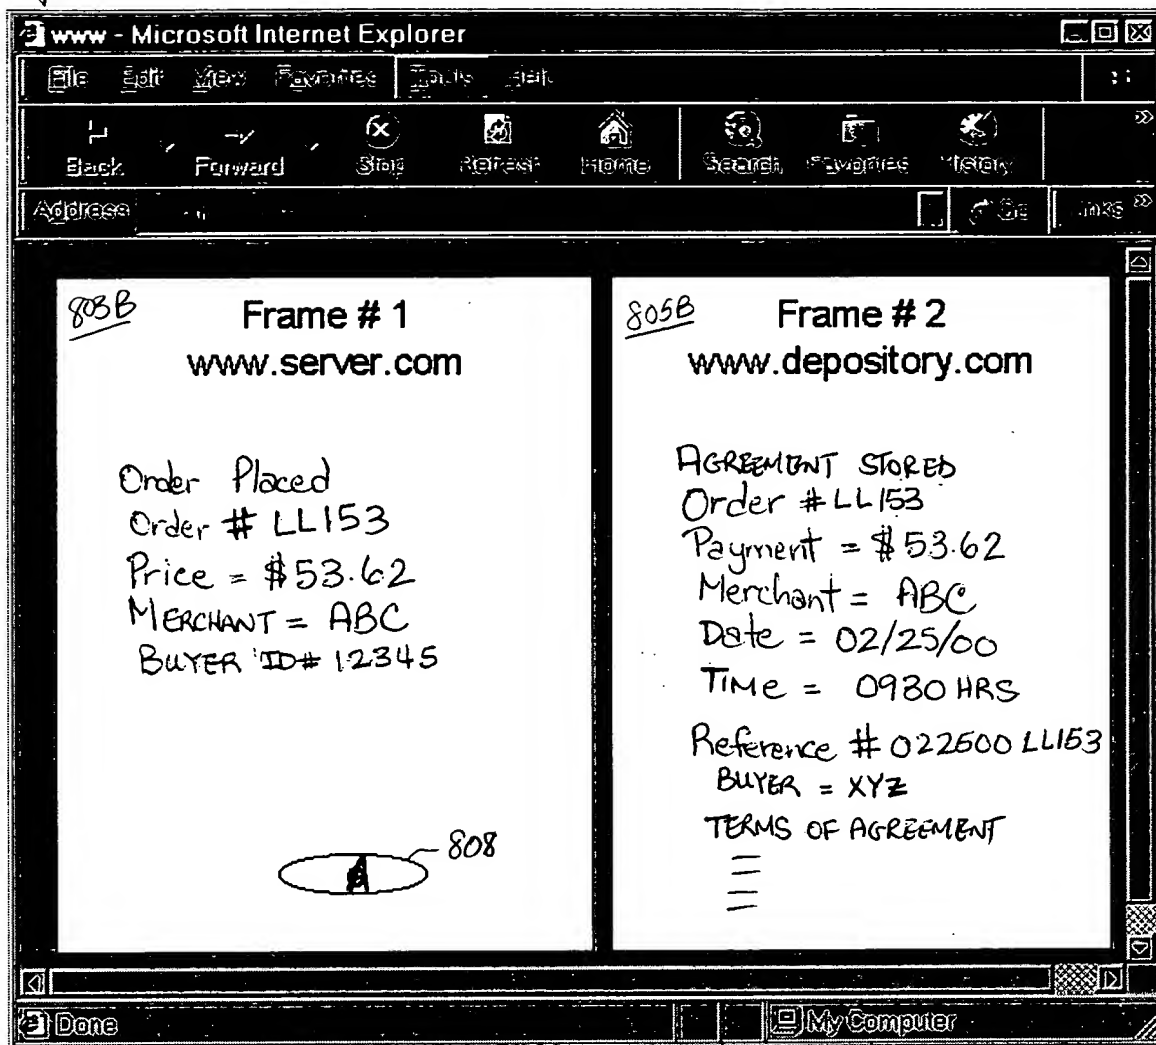 www - Microsoft Internet Explorer
File Edit View Favorites Tools Help
Back Forward Stop Refresh Home Search Favorites History
Address Go Links
803B
Frame # 1
www.server.com
Order Placed
Order # LL153
Price = $53.62
MERCHANT = ABC
BUYER ID# 12345
A
808
805B
Frame # 2
www.depository.com
AGREEMENT STORED
Order # LL153
Payment = $53.62
Merchant = ABC
Date = 02/25/00
TIMe = 0930 HRS
Reference # 022500 LL153
BUYER = XYZ
TERMS OF AGREEMENT
Done My Computer